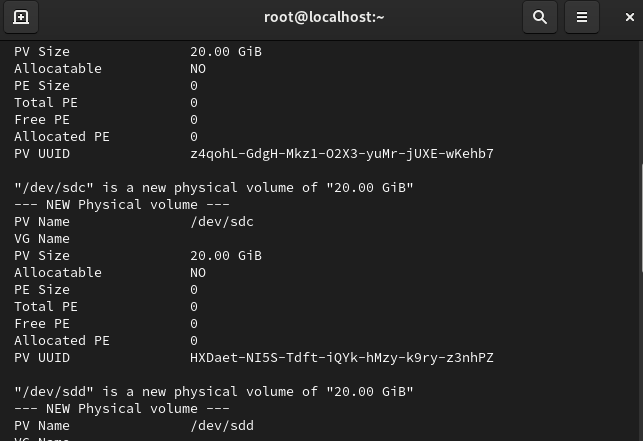 root@localhost:~
PV Size 20.00 GiB
Allocatable NO
PE Size 0
Total PE 0
Free PE 0
Allocated PE 0
PV UUID z4qohL-GdgH-Mkz1-O2X3-yuMr-jUXE-wKehb7
"/dev/sdc" is a new physical volume of "20.00 GiB"
--- NEW Physical volume ---
PV Name /dev/sdc
VG Name
PV Size 20.00 GiB
Allocatable NO
PE Size 0
Total PE 0
Free PE 0
Allocated PE 0
PV UUID HXDaet-NI5S-Tdft-iQYk-hMzy-k9ry-z3nhPZ
"/dev/sdd" is a new physical volume of "20.00 GiB"
--- NEW Physical volume ---
PV Name /dev/sdd
VG Name